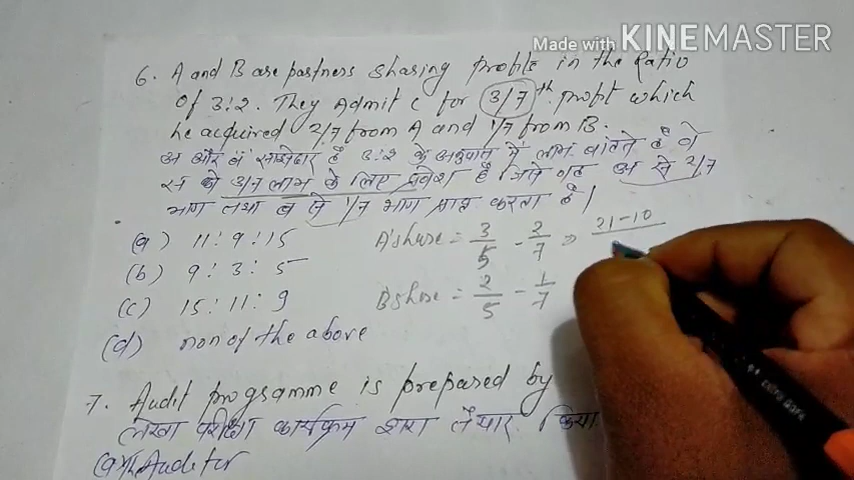 Made with KINEMASTER
6. A and B are partners sharing profits in the Ratio
of 3:2. They Admit C for 3/7th profit which
he acquired 2/7 from A and 1/7 from B.
अ और ब साझेदार है 3:2 के अनुपात में लाभ बांटते है वे
स को 3/7 लाभ के लिए प्रवेश है जिसे वह अ से 2/7
भाग तथा ब से 1/7 भाग प्राप्त करता है।
(a) 11:9:15
(b) 9:3:5
(c) 15:11:9
(d) non of the above
A's share = 3/5 - 2/7 ⇒ 21-10
B share = 2/5 - 1/7
7. Audit programme is prepared by
लेखा परीक्षा कार्यक्रम द्वारा तैयार किया
Auditor